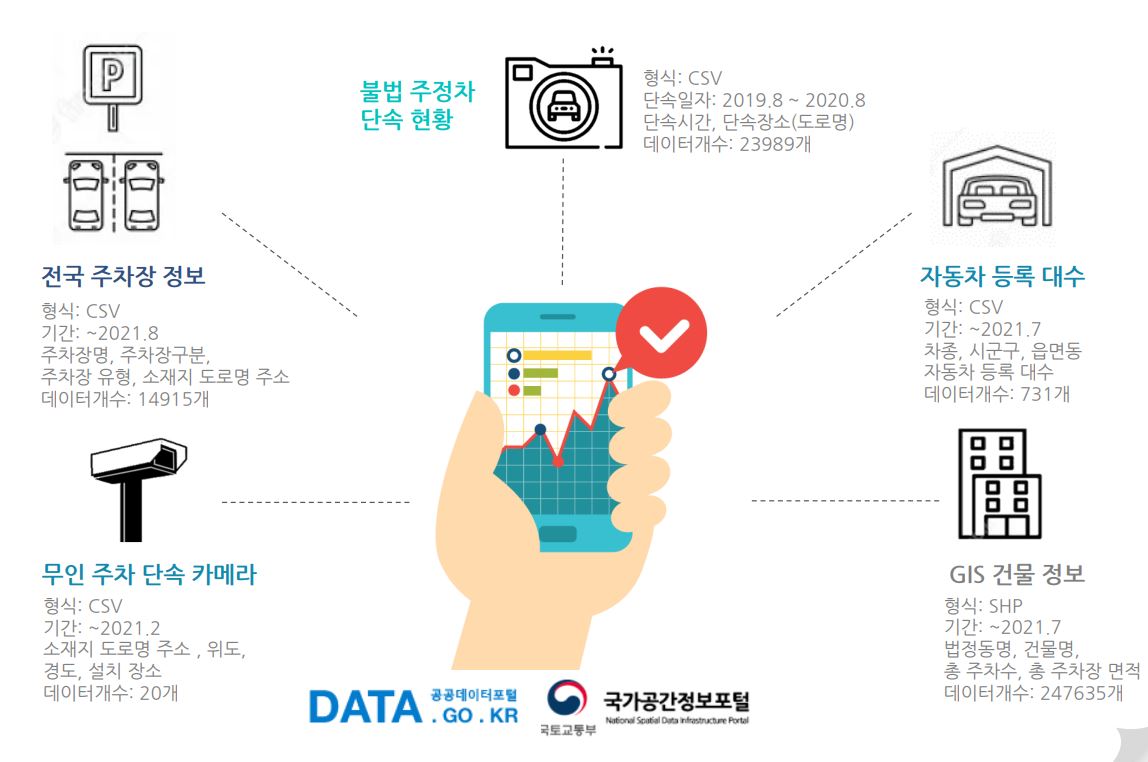 P
불법 주정차
단속 현황
형식: CSV
단속일자: 2019.8 ~ 2020.8
단속시간, 단속장소(도로명)
데이터개수: 23989개
전국 주차장 정보
형식: CSV
기간: ~2021.8
주차장명, 주차장구분,
주차장 유형, 소재지 도로명 주소
데이터개수: 14915개
자동차 등록 대수
형식: CSV
기간: ~2021.7
차종, 시군구, 읍면동
자동차 등록 대수
데이터개수: 731개
무인 주차 단속 카메라
형식: CSV
기간: ~2021.2
소재지 도로명 주소 , 위도,
경도, 설치 장소
데이터개수: 20개
GIS 건물 정보
형식: SHP
기간: ~2021.7
법정동명, 건물명,
총 주차수, 총 주차장 면적
데이터개수: 247635개
DATA 공공데이터포털
. GO . KR
국토교통부
국가공간정보포털
National Spatial Data Infrastructure Portal